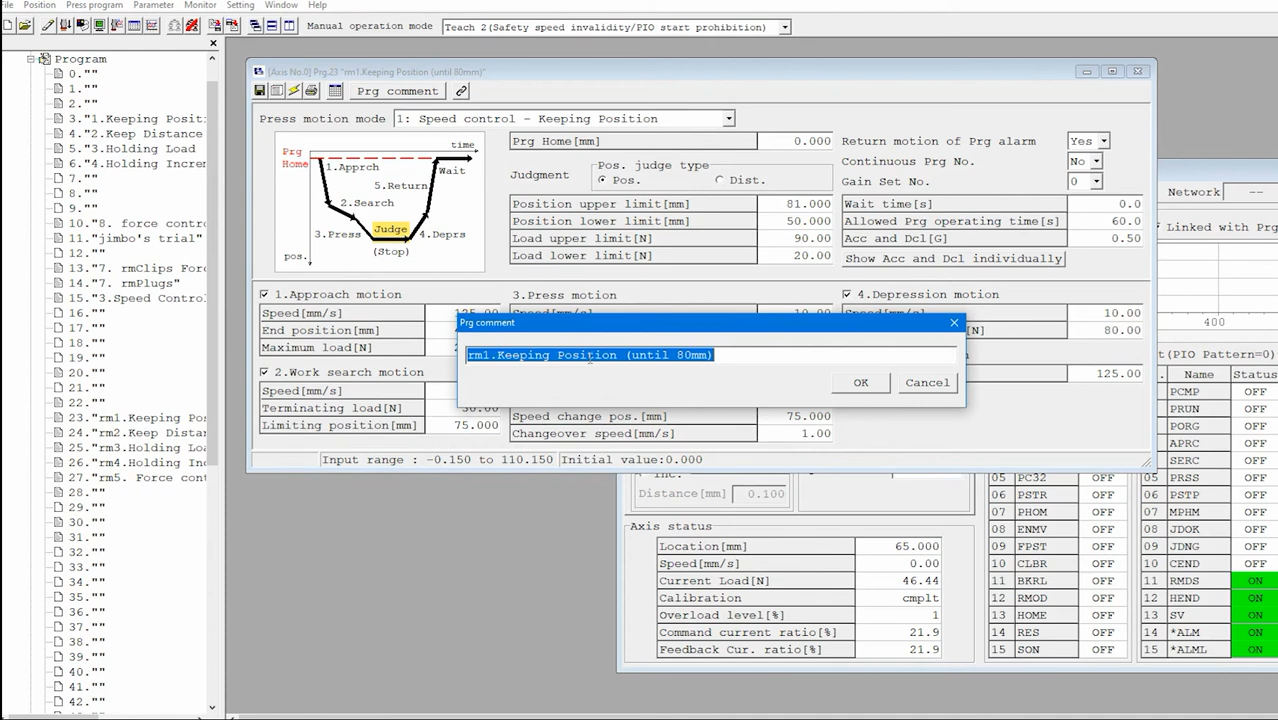 File Position Press program Parameter Monitor Setting Window Help
Manual operation mode Teach 2(Safety speed invalidity/PIO start prohibition)
Program
0.""
1.""
2.""
3."1.Keeping Positi
4."2.Keep Distance
5."3.Holding Load
6."4.Holding Increm
7.""
8.""
9.""
10."8. force control
11."jimbo's trial"
12.""
13."7. rmClips Forc
14."7. rmPlugs"
15."3.Speed Control
16.""
17.""
18.""
19.""
20.""
21.""
22.""
23."rm1.Keeping Pos
24."rm2.Keep Distan
25."rm3.Holding Loa
26."rm4.Holding Inc
27."rm5. Force cont
28.""
29.""
30.""
31.""
32.""
33.""
34.""
35.""
36.""
37.""
38.""
39.""
40.""
41.""
42.""
[Axis No.0] Prg.23 "rm1.Keeping Position (until 80mm)"
Prg comment
Press motion mode 1: Speed control - Keeping Position
Prg Home
time
1.Apprch
Wait
5.Return
2.Search
Judge
3.Press
4.Deprs
pos.
(Stop)
Prg Home[mm] 0.000
Judgment
Pos. judge type
Pos. Dist.
Position upper limit[mm] 81.000
Position lower limit[mm] 50.000
Load upper limit[N] 90.00
Load lower limit[N] 20.00
Return motion of Prg alarm Yes
Continuous Prg No. No
Gain Set No. 0
Wait time[s] 0.0
Allowed Prg operating time[s] 60.0
Acc and Dcl[G] 0.50
Show Acc and Dcl individually
1.Approach motion
Speed[mm/s] 125.00
End position[mm]
Maximum load[N]
2.Work search motion
Speed[mm/s]
Terminating load[N] 30.00
Limiting position[mm] 75.000
3.Press motion
Speed[mm/s] 10.00
Speed change pos.[mm] 75.000
Changeover speed[mm/s] 1.00
4.Depression motion
Speed[mm/s] 10.00
[N] 80.00
125.00
Input range : -0.150 to 110.150 Initial value:0.000
Prg comment
rm1.Keeping Position (until 80mm)
OK Cancel
Network --
Linked with Prg
400
(PIO Pattern=0)
Name Status
PCMP OFF
PRUN OFF
PORG OFF
APRC OFF
SERC OFF
05 PRSS OFF
06 PSTP OFF
07 MPHM OFF
08 JDOK OFF
09 JDNG OFF
10 CEND OFF
11 RMDS ON
12 HEND ON
13 SV ON
14 *ALM ON
15 *ALML ON
05 PC32 OFF
06 PSTR OFF
07 PHOM OFF
08 ENMV OFF
09 FPST OFF
10 CLBR OFF
11 BKRL OFF
12 RMOD OFF
13 HOME OFF
14 RES OFF
15 SON OFF
Distance[mm] 0.100
Axis status
Location[mm] 65.000
Speed[mm/s] 0.00
Current Load[N] 46.44
Calibration cmplt
Overload level[%] 1
Command current ratio[%] 21.9
Feedback Cur. ratio[%] 21.9